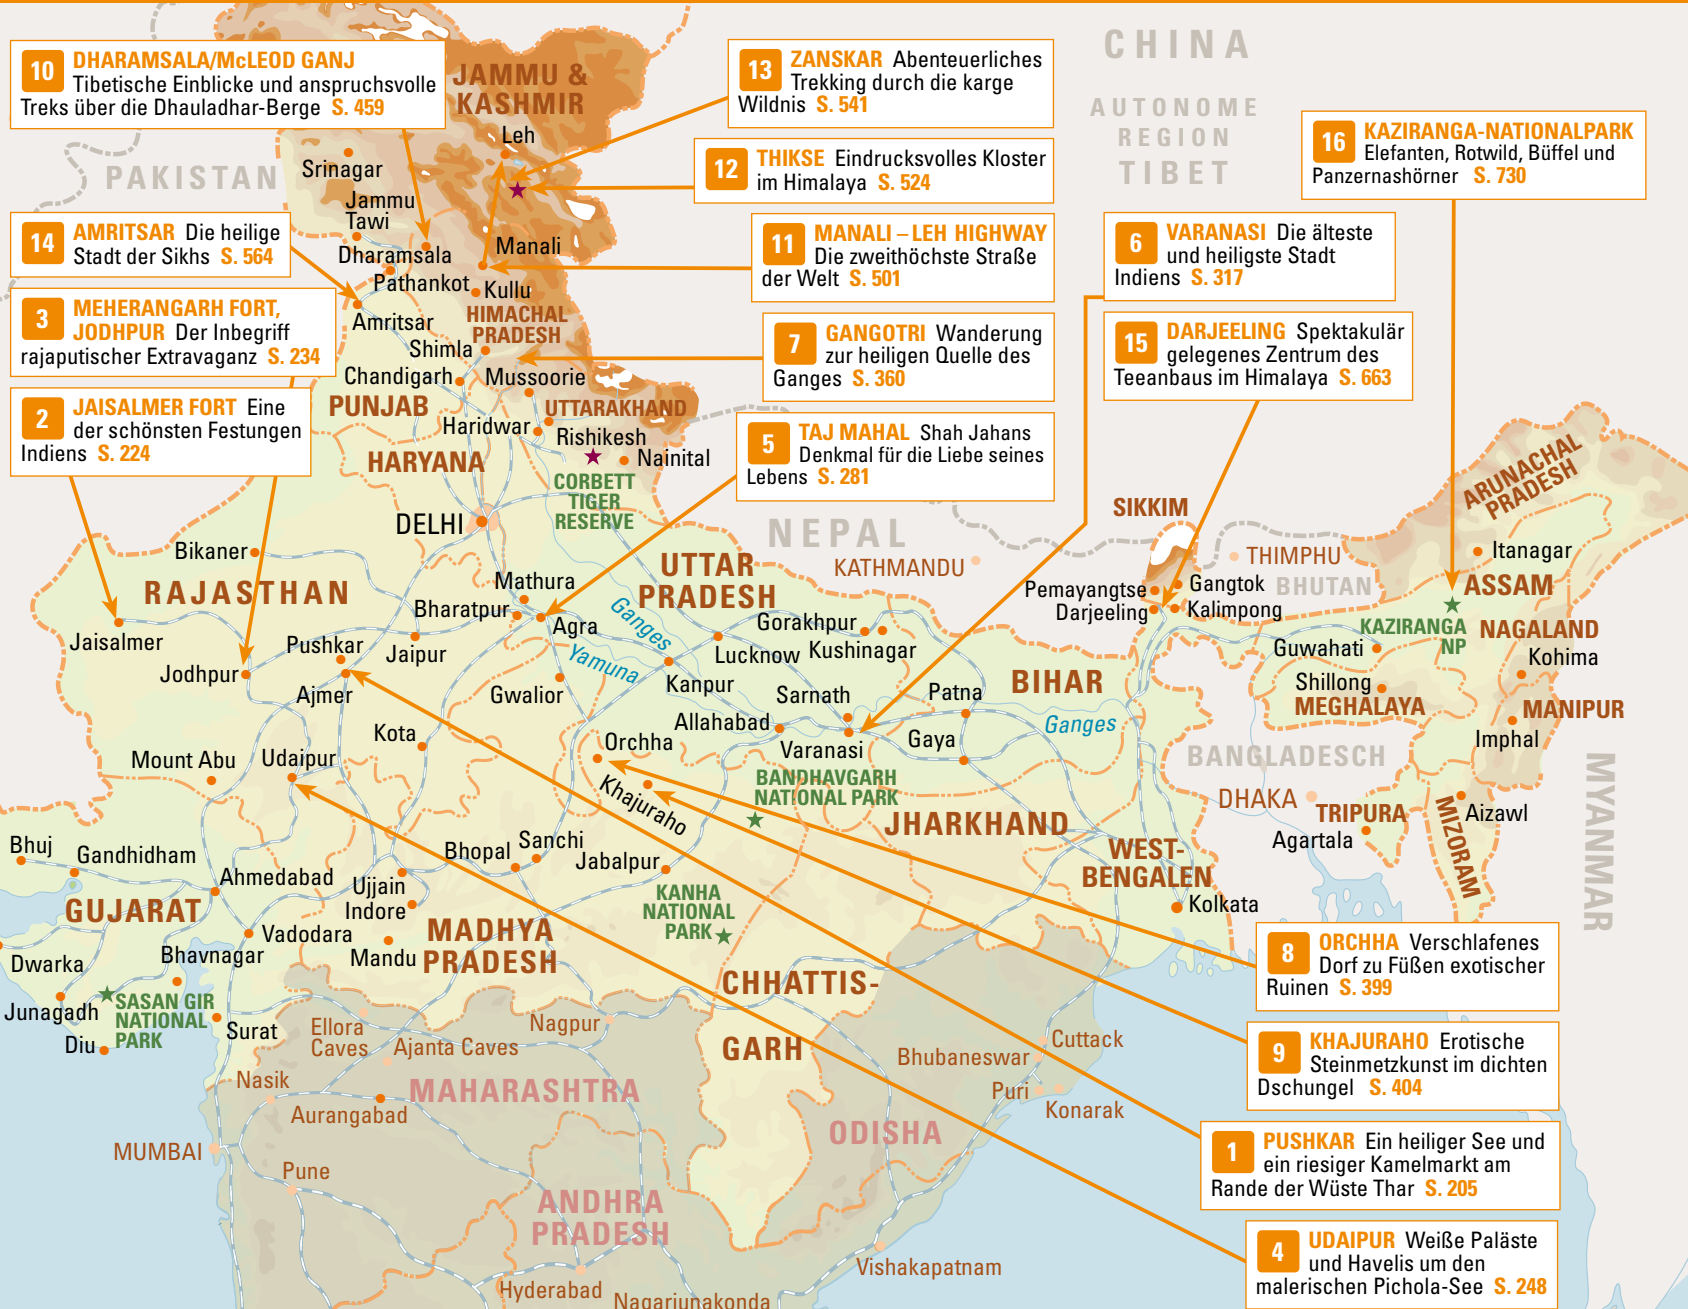 CHINA
AUTONOME
REGION
TIBET
PAKISTAN
NEPAL
BHUTAN
BANGLADESCH
MYANMAR
10 DHARAMSALA/McLEOD GANJ
Tibetische Einblicke und anspruchsvolle
Treks über die Dhauladhar-Berge S. 459
13 ZANSKAR Abenteuerliches
Trekking durch die karge
Wildnis S. 541
12 THIKSE Eindrucksvolles Kloster
im Himalaya S. 524
16 KAZIRANGA-NATIONALPARK
Elefanten, Rotwild, Büffel und
Panzernashörner S. 730
14 AMRITSAR Die heilige
Stadt der Sikhs S. 564
11 MANALI – LEH HIGHWAY
Die zweithöchste Straße
der Welt S. 501
6 VARANASI Die älteste
und heiligste Stadt
Indiens S. 317
3 MEHERANGARH FORT,
JODHPUR Der Inbegriff
rajaputischer Extravaganz S. 234
7 GANGOTRI Wanderung
zur heiligen Quelle des
Ganges S. 360
15 DARJEELING Spektakulär
gelegenes Zentrum des
Teeanbaus im Himalaya S. 663
2 JAISALMER FORT Eine
der schönsten Festungen
Indiens S. 224
5 TAJ MAHAL Shah Jahans
Denkmal für die Liebe seines
Lebens S. 281
8 ORCHHA Verschlafenes
Dorf zu Füßen exotischer
Ruinen S. 399
9 KHAJURAHO Erotische
Steinmetzkunst im dichten
Dschungel S. 404
1 PUSHKAR Ein heiliger See und
ein riesiger Kamelmarkt am
Rande der Wüste Thar S. 205
4 UDAIPUR Weiße Paläste
und Havelis um den
malerischen Pichola-See S. 248
JAMMU &
KASHMIR
Leh
Srinagar
Jammu
Tawi
Dharamsala
Manali
Pathankot
Kullu
Amritsar
HIMACHAL
PRADESH
Shimla
Chandigarh
Mussoorie
PUNJAB
UTTARAKHAND
Haridwar
Rishikesh
Nainital
HARYANA
CORBETT
TIGER
RESERVE
DELHI
Bikaner
RAJASTHAN
Jaisalmer
Jodhpur
Pushkar
Ajmer
Jaipur
Bharatpur
Mathura
Agra
Ganges
Yamuna
UTTAR
PRADESH
KATHMANDU
Gorakhpur
Kushinagar
Lucknow
Kanpur
Gwalior
Sarnath
Allahabad
Varanasi
Patna
Gaya
BIHAR
Ganges
SIKKIM
THIMPHU
Pemayangtse
Gangtok
Darjeeling
Kalimpong
ARUNACHAL
PRADESH
Itanagar
ASSAM
KAZIRANGA
NP
NAGALAND
Kohima
Guwahati
Shillong
MEGHALAYA
MANIPUR
Imphal
DHAKA
TRIPURA
Agartala
MIZORAM
Aizawl
Kota
Mount Abu
Udaipur
Orchha
Khajuraho
BANDHAVGARH
NATIONAL PARK
JHARKHAND
WEST-
BENGALEN
Kolkata
Bhuj
Gandhidham
Ahmedabad
GUJARAT
Ujjain
Indore
Bhopal
Sanchi
Jabalpur
KANHA
NATIONAL
PARK
Vadodara
Mandu
MADHYA
PRADESH
Dwarka
Bhavnagar
Junagadh
SASAN GIR
NATIONAL
PARK
Diu
Surat
CHHATTIS-
GARH
Ellora
Caves
Ajanta Caves
Nagpur
Nasik
MAHARASHTRA
Aurangabad
MUMBAI
Pune
Bhubaneswar
Cuttack
Puri
Konarak
ODISHA
ANDHRA
PRADESH
Vishakapatnam
Hyderabad
Nagarjunakonda